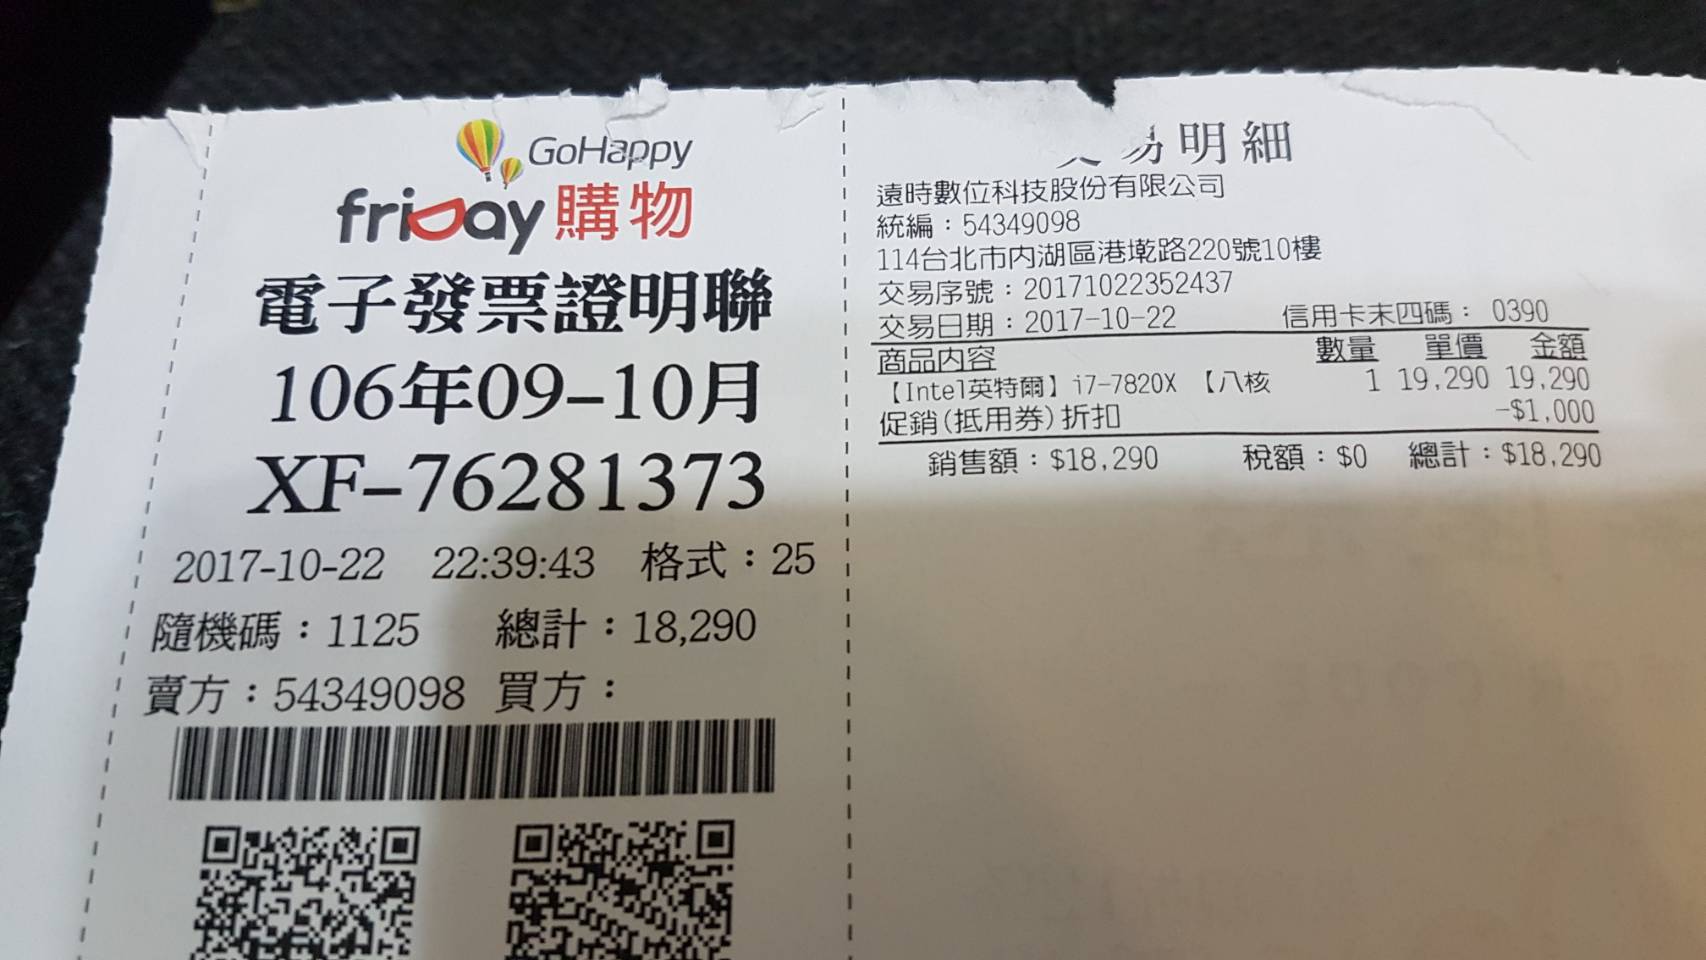 GoHappy
friDay購物
電子發票證明聯
106年09-10月
XF-76281373
2017-10-22 22:39:43 格式：25
隨機碼：1125 總計：18,290
賣方：54349098 買方：
交易明細
遠時數位科技股份有限公司
統編：54349098
114台北市內湖區港墘路220號10樓
交易序號：20171022352437
交易日期：2017-10-22 信用卡末四碼： 0390
商品內容 數量 單價 金額
【Intel英特爾】i7-7820X 【八核 1 19,290 19,290
促銷(抵用券)折扣 -$1,000
銷售額：$18,290 稅額：$0 總計：$18,290